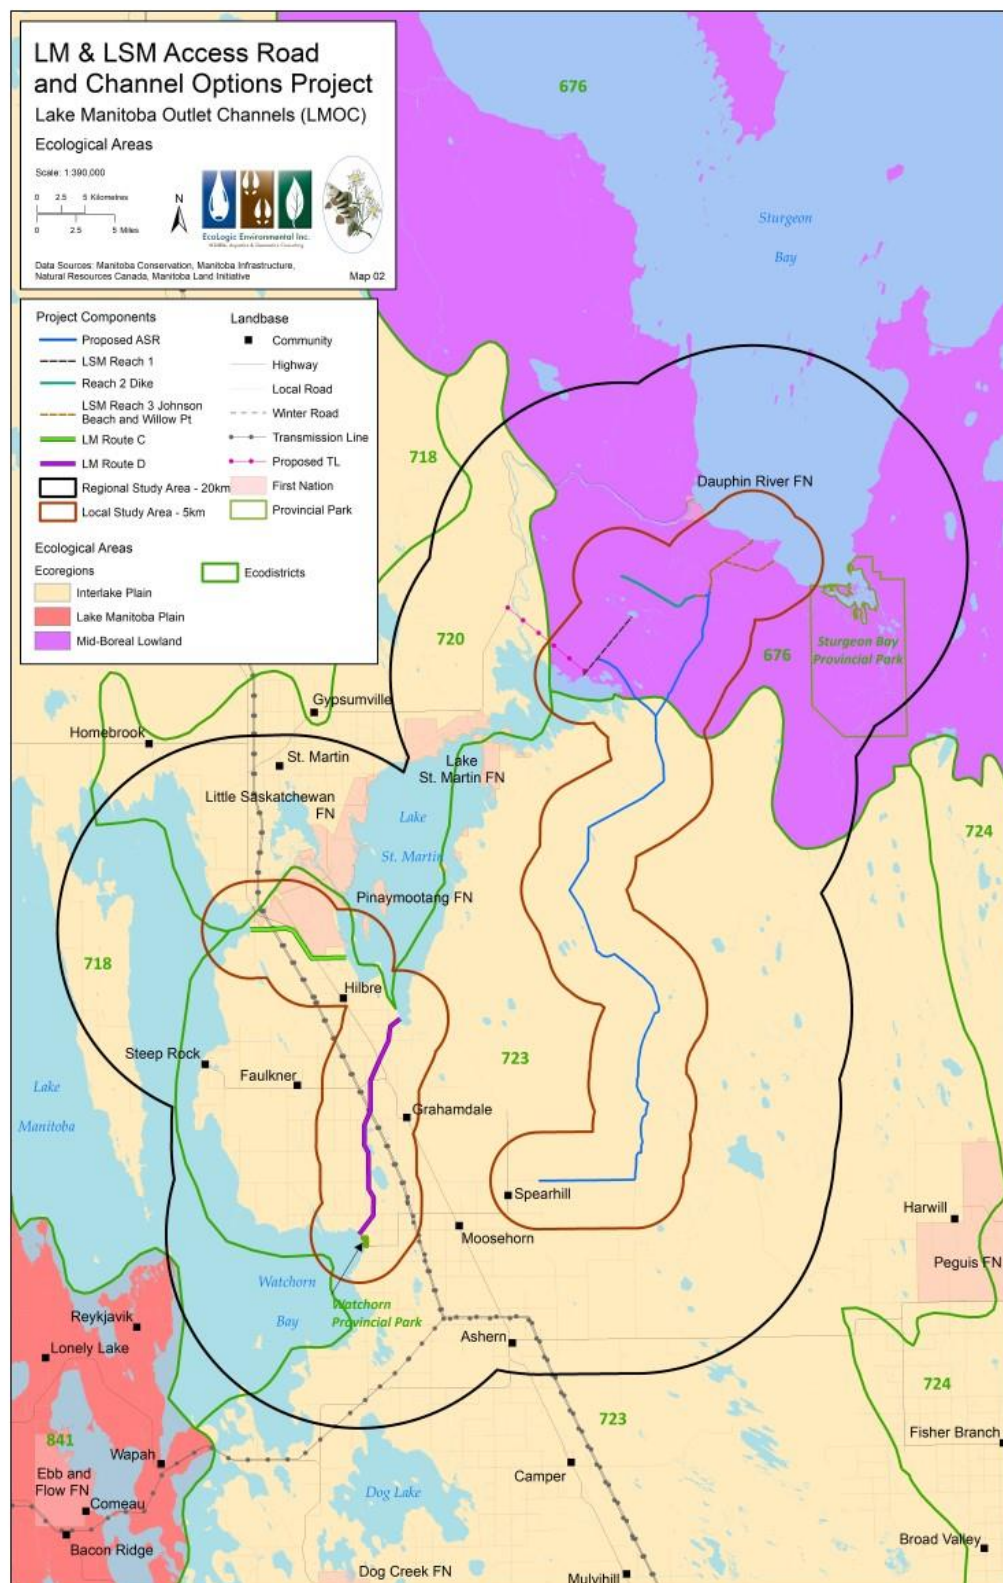 LM & LSM Access Road
and Channel Options Project
Lake Manitoba Outlet Channels (LMOC)
Ecological Areas
Scale: 1:390,000
0 2.5 5 Kilometres
0 2.5 5 Miles
N
EcoLogic Environmental Inc.
Data Sources: Manitoba Conservation, Manitoba Infrastructure,
Natural Resources Canada, Manitoba Land Initiative
Map 02
Project Components
Proposed ASR
LSM Reach 1
Reach 2 Dike
LSM Reach 3 Johnson
Beach and Willow Pt
LM Route C
LM Route D
Regional Study Area - 20km
Local Study Area - 5km
Landbase
Community
Highway
Local Road
Winter Road
Transmission Line
Proposed TL
First Nation
Provincial Park
Ecological Areas
Ecoregions
Interlake Plain
Lake Manitoba Plain
Mid-Boreal Lowland
Ecodistricts
676
Sturgeon
Bay
718
Dauphin River FN
720
676
Sturgeon Bay
Provincial Park
Gypsumville
Homebrook
St. Martin
Lake
St. Martin FN
Little Saskatchewan
FN
Lake
St. Martin
724
Pinaymootang FN
718
Hilbre
Steep Rock
Faulkner
723
Lake
Manitoba
Grahamdale
Spearhill
Harwill
Moosehorn
Peguis FN
Watchorn
Bay
Watchorn
Provincial Park
Reykjavik
Lonely Lake
Ashern
724
723
841
Fisher Branch
Wapah
Ebb and
Flow FN
Camper
Comeau
Dog Lake
Bacon Ridge
Broad Valley
Dog Creek FN
Mulvihill